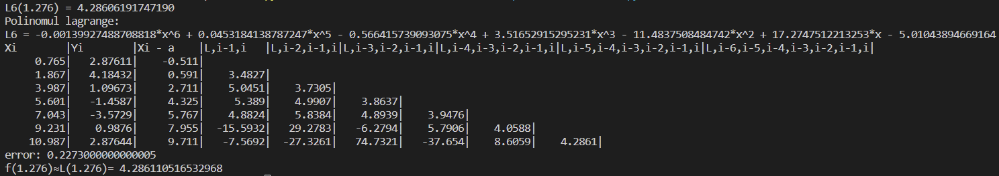 L6(1.276) = 4.28606191747190
Polinomul lagrange:
L6 = -0.00139927488708818*x^6 + 0.0453184138787247*x^5 - 0.566415739093075*x^4 + 3.51652915295231*x^3 - 11.4837508484742*x^2 + 17.2747512213253*x - 5.01043894669164
Xi        |Yi       |Xi - a   |L,i-1,i  |L,i-2,i-1,i|L,i-3,i-2,i-1,i|L,i-4,i-3,i-2,i-1,i|L,i-5,i-4,i-3,i-2,i-1,i|L,i-6,i-5,i-4,i-3,i-2,i-1,i|
0.765|  2.87611|   -0.511|
1.867|  4.18432|    0.591|   3.4827|
3.987|  1.09673|    2.711|   5.0451|    3.7305|
5.601|  -1.4587|    4.325|    5.389|    4.9907|   3.8637|
7.043|  -3.5729|    5.767|   4.8824|    5.8384|   4.8939|   3.9476|
9.231|   0.9876|    7.955| -15.5932|   29.2783|  -6.2794|   5.7906|   4.0588|
10.987|  2.87644|    9.711|  -7.5692|  -27.3261|  74.7321|  -37.654|   8.6059|   4.2861|
error: 0.2273000000000005
f(1.276)≈L(1.276)= 4.286110516532968